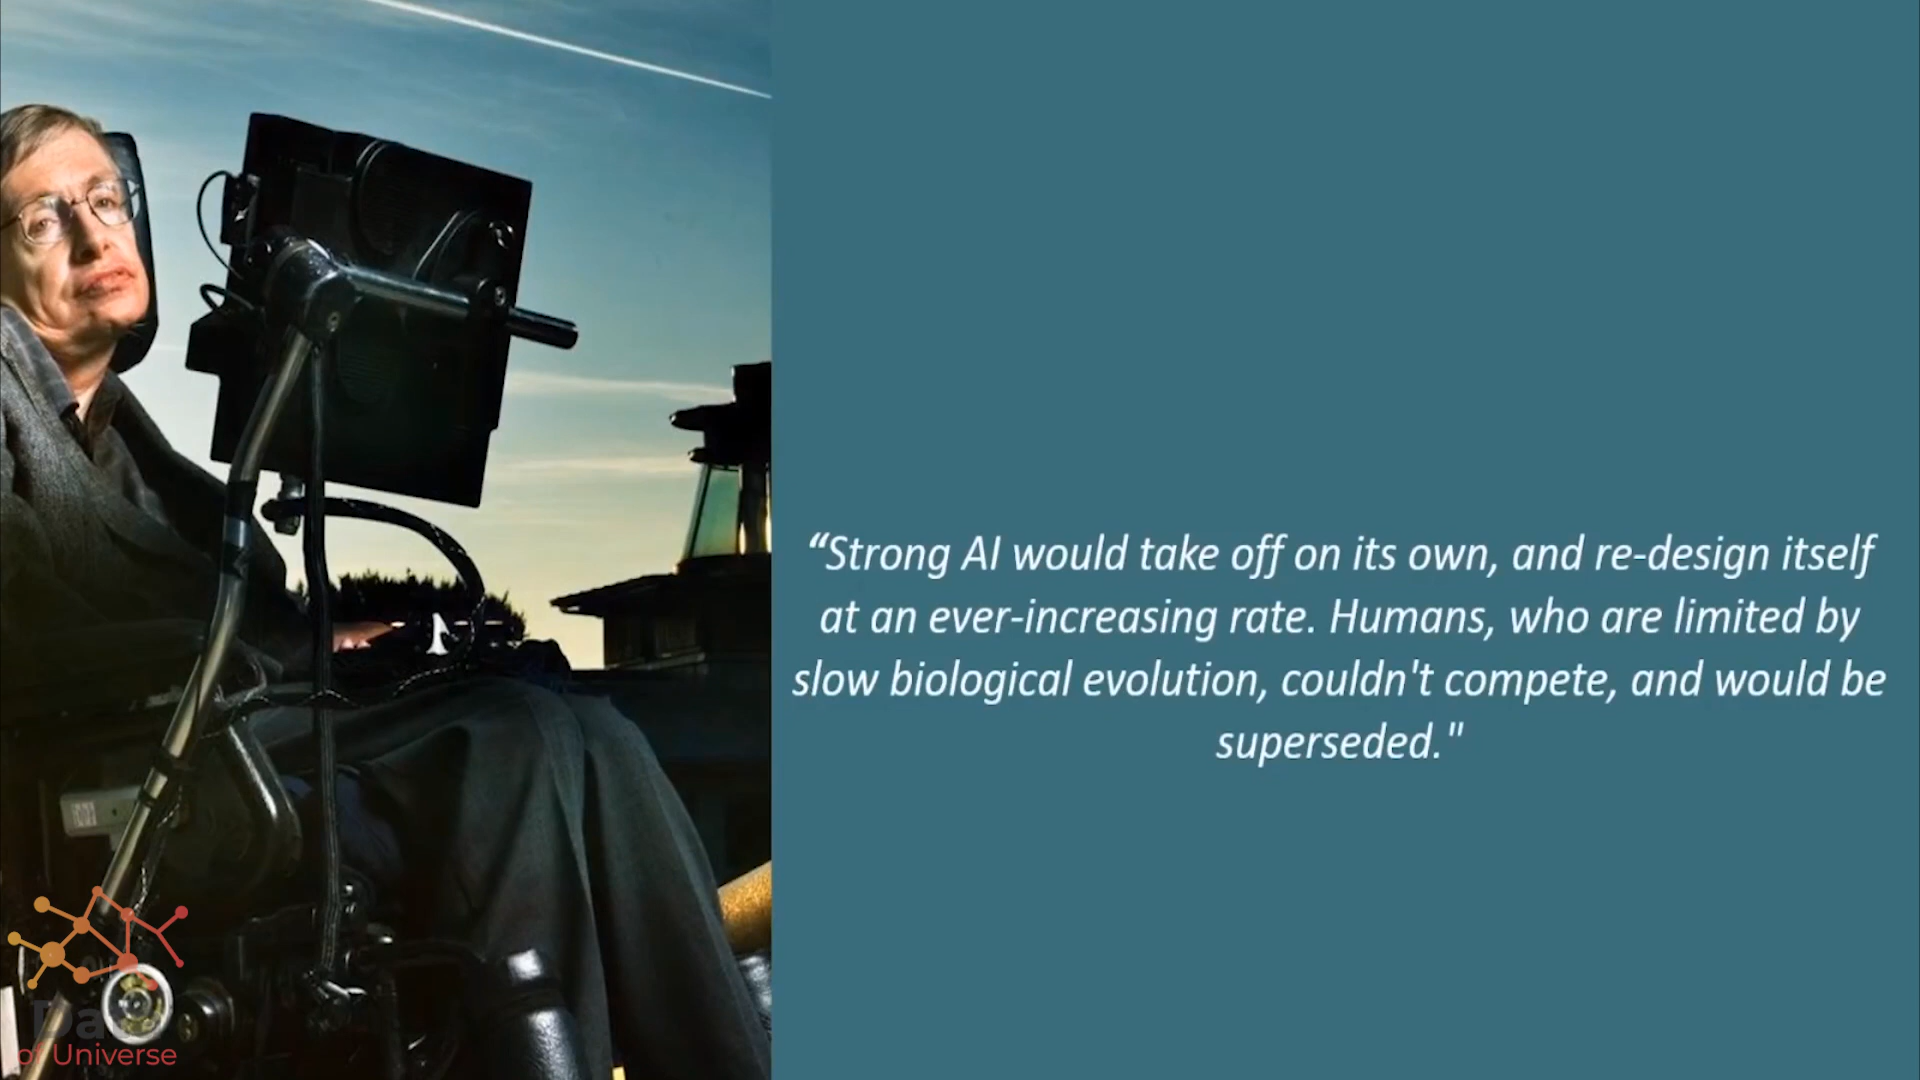 “Strong AI would take off on its own, and re-design itself
at an ever-increasing rate. Humans, who are limited by
slow biological evolution, couldn't compete, and would be
superseded."
of Universe